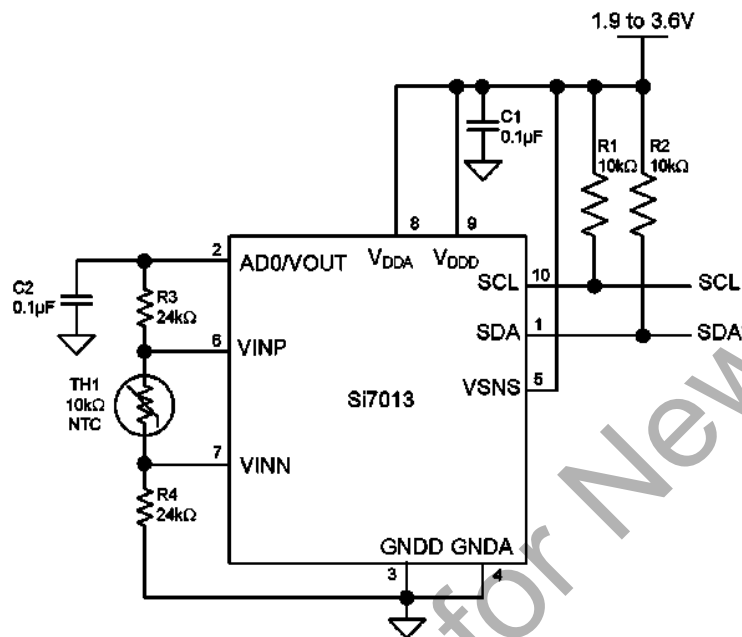 1.9 to 3.6V
C1
0.1µF
R1
10kΩ
R2
10kΩ
8
9
2
AD0/VOUT
VDDA
VDDD
C2
0.1µF
R3
24kΩ
SCL
10
SCL
6
VINP
SDA
1
SDA
TH1
10kΩ
NTC
Si7013
VSNS
5
7
VINN
R4
24kΩ
GNDD
GNDA
3
4
for New